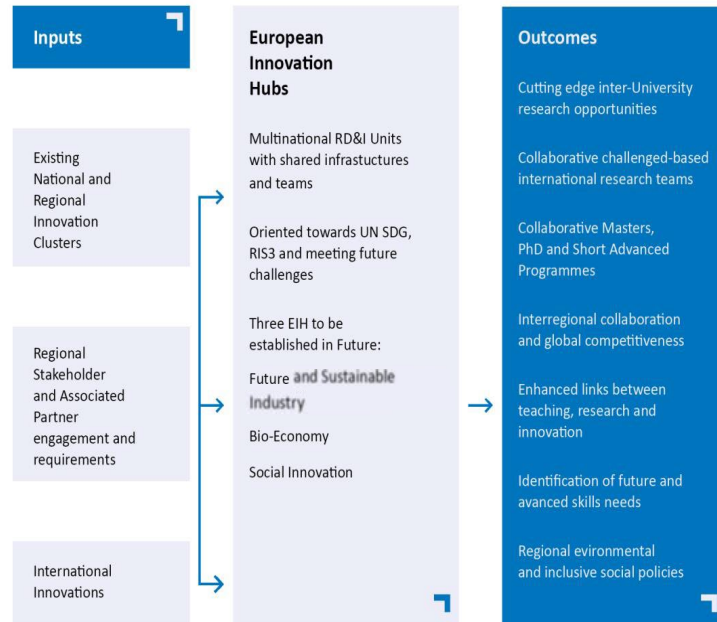 Inputs
Existing
National and
Regional
Innovation
Clusters
Regional
Stakeholder
and Associated
Partner
engagement and
requirements
International
Innovations
European
Innovation
Hubs
Multinational RD&I Units
with shared infrastuctures
and teams
Oriented towards UN SDG,
RIS3 and meeting future
challenges
Three EIH to be
established in Future:
Future and Sustainable
Industry
Bio-Economy
Social Innovation
Outcomes
Cutting edge inter-University
research opportunities
Collaborative challenged-based
international research teams
Collaborative Masters,
PhD and Short Advanced
Programmes
Interregional collaboration
and global competitiveness
Enhanced links between
teaching, research and
innovation
Identification of future and
avanced skills needs
Regional evironmental
and inclusive social policies